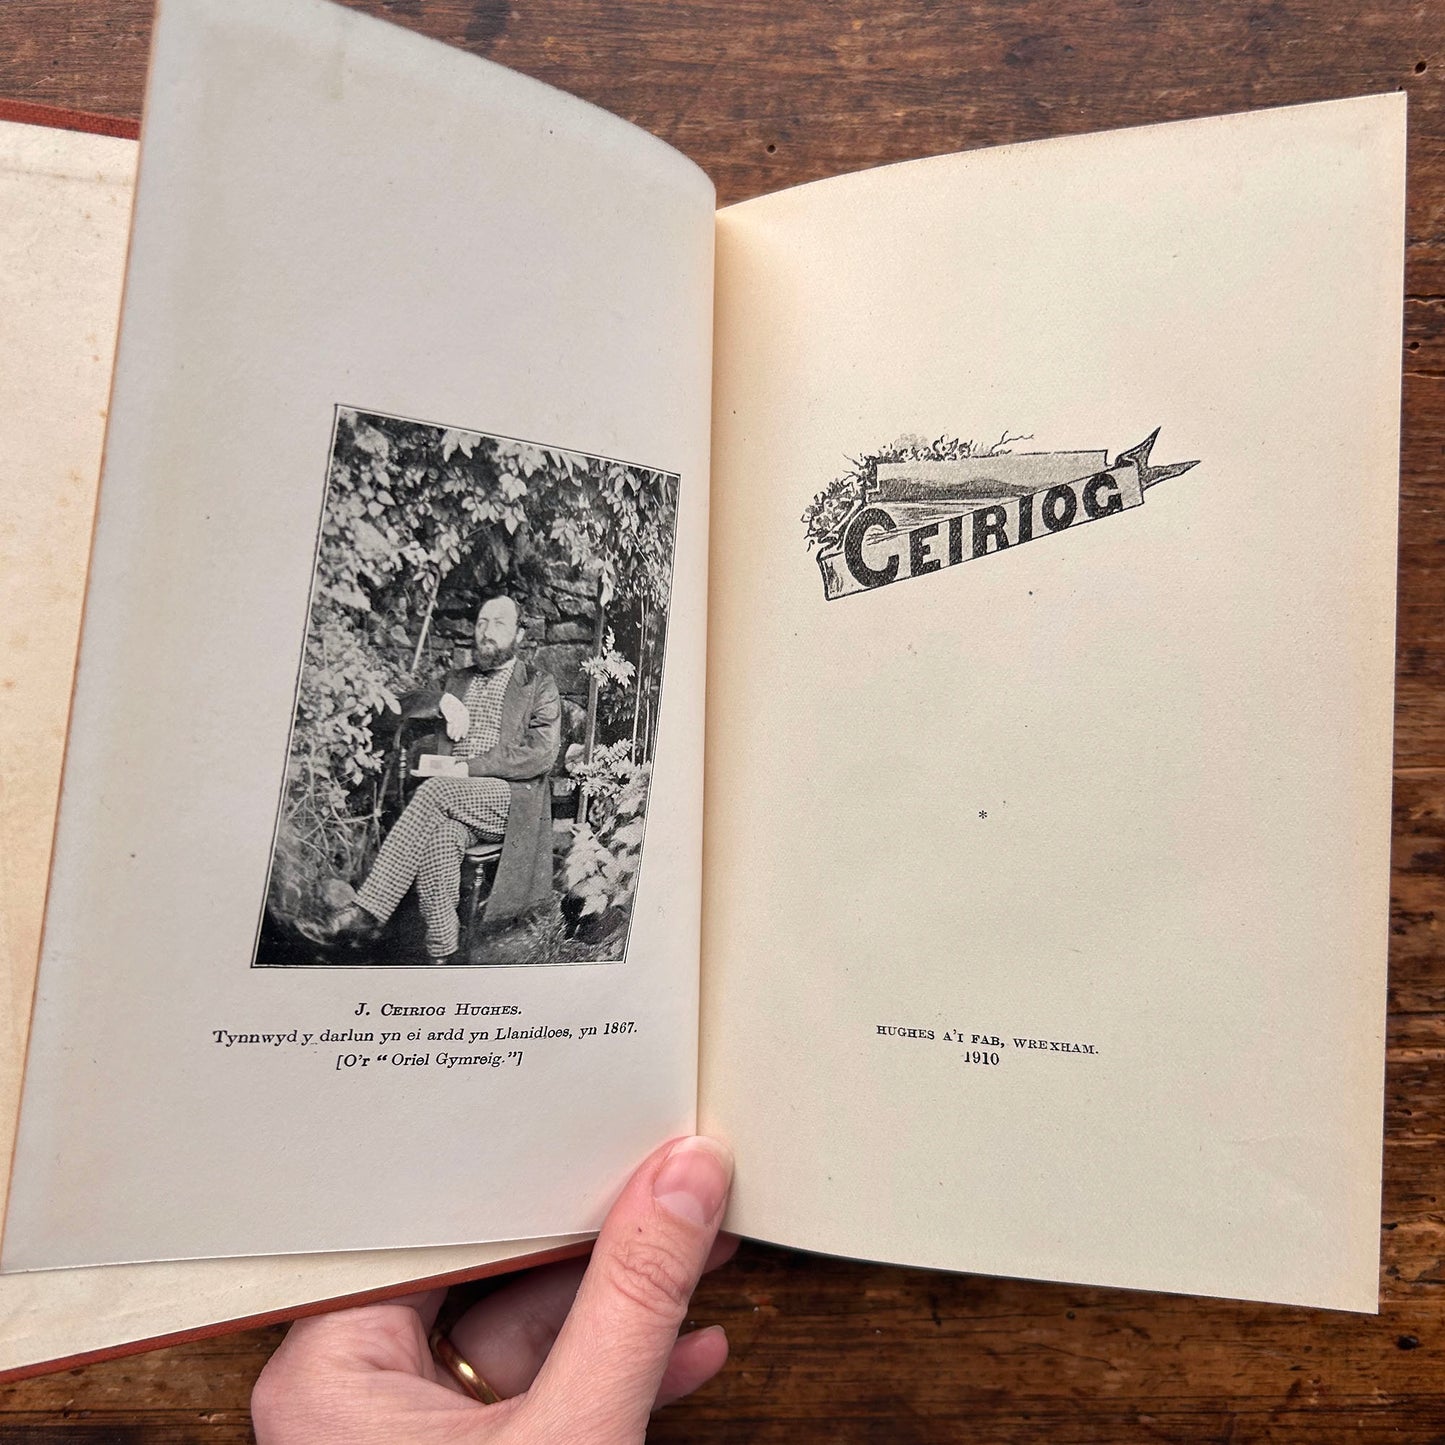 J. CEIRIOG HUGHES.
Tynnwyd y darlun yn ei ardd yn Llanidloes, yn 1867.
[O'r "Oriel Gymreig."]
CEIRIOG
*
HUGHES A'I FAB, WREXHAM.
1910